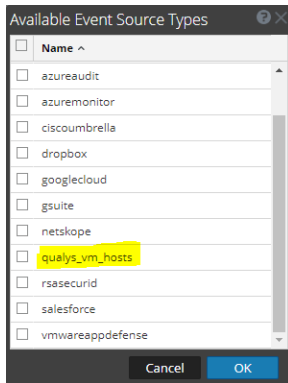 Available Event Source Types
Name
azureaudit
azuremonitor
ciscoumbrella
dropbox
googlecloud
gsuite
netskope
qualys_vm_hosts
rsasecurid
salesforce
vmwareappdefense
Cancel OK